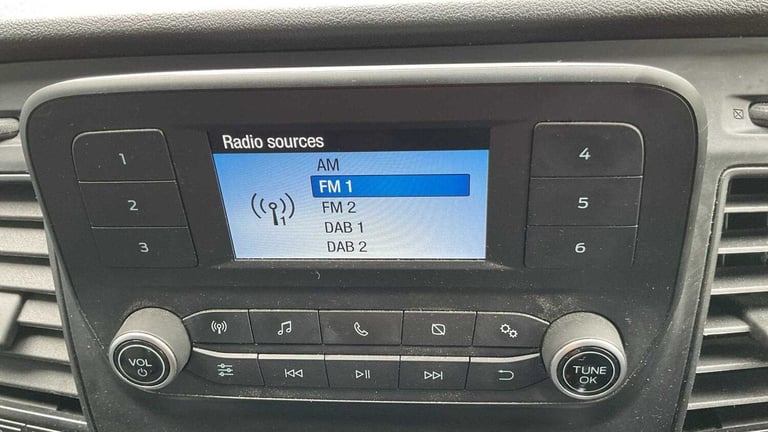 Radio sources
AM
FM 1
FM 2
DAB 1
DAB 2
1
1
2
3
4
5
6
VOL
TUNE
OK